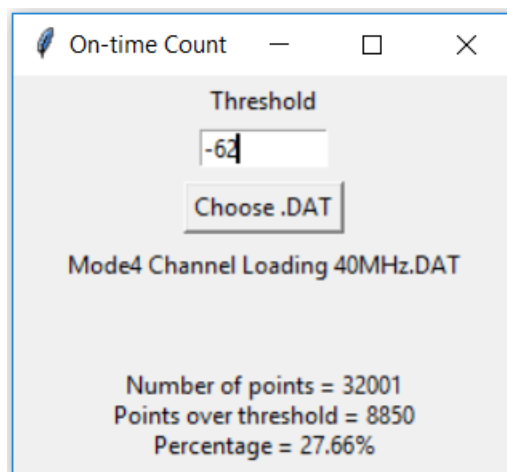 On-time Count
Threshold
-62
Choose .DAT
Mode4 Channel Loading 40MHz.DAT
Number of points = 32001
Points over threshold = 8850
Percentage = 27.66%